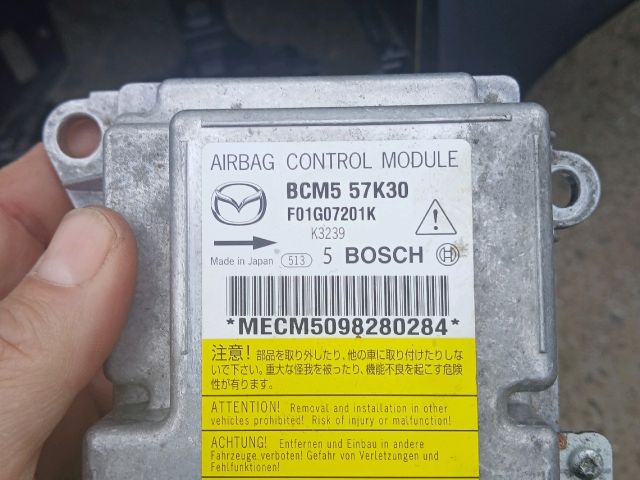 AIRBAG CONTROL MODULE
BCM5 57K30
F01G07201K
K3239
Made in Japan 513 5 BOSCH
*MECM5098280284*
注意! 部品を取り外したり、他の車に取り付けたりしな
いで下さい。重大な怪我を被ったり、機能不良を起こす危険
性が有ります。
ATTENTION! Removal and installation in other
vehicles prohibited! Risk of injury or malfunction!
ACHTUNG! Entfernen und Einbau in andere
Fahrzeuge verboten! Gefahr von Verletzungen und
Fehlfunktionen!